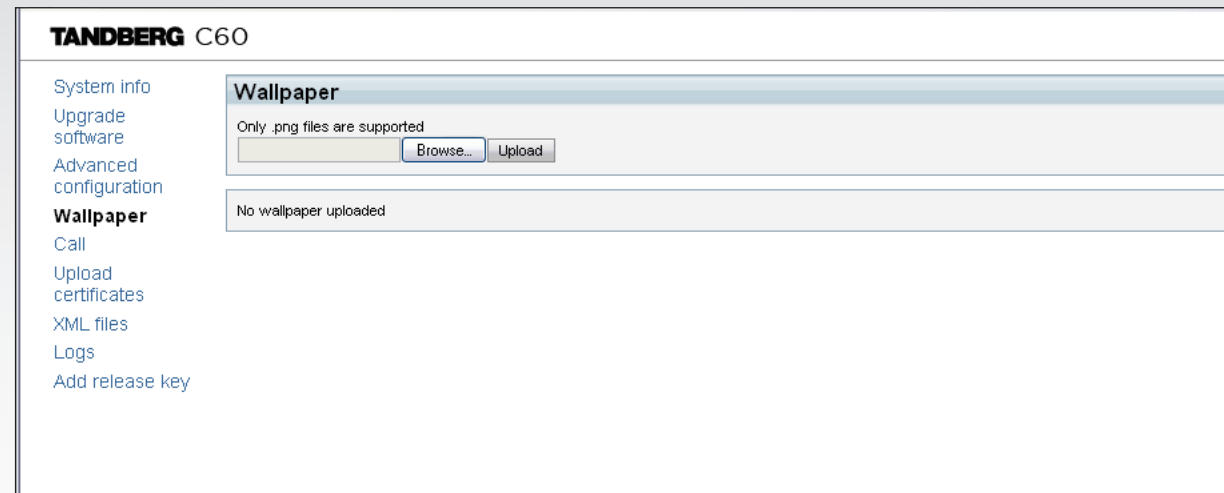 TANDBERG C60
System info
Upgrade
software
Advanced
configuration
Wallpaper
Call
Upload
certificates
XML files
Logs
Add release key
Wallpaper
Only .png files are supported
Browse... Upload
No wallpaper uploaded